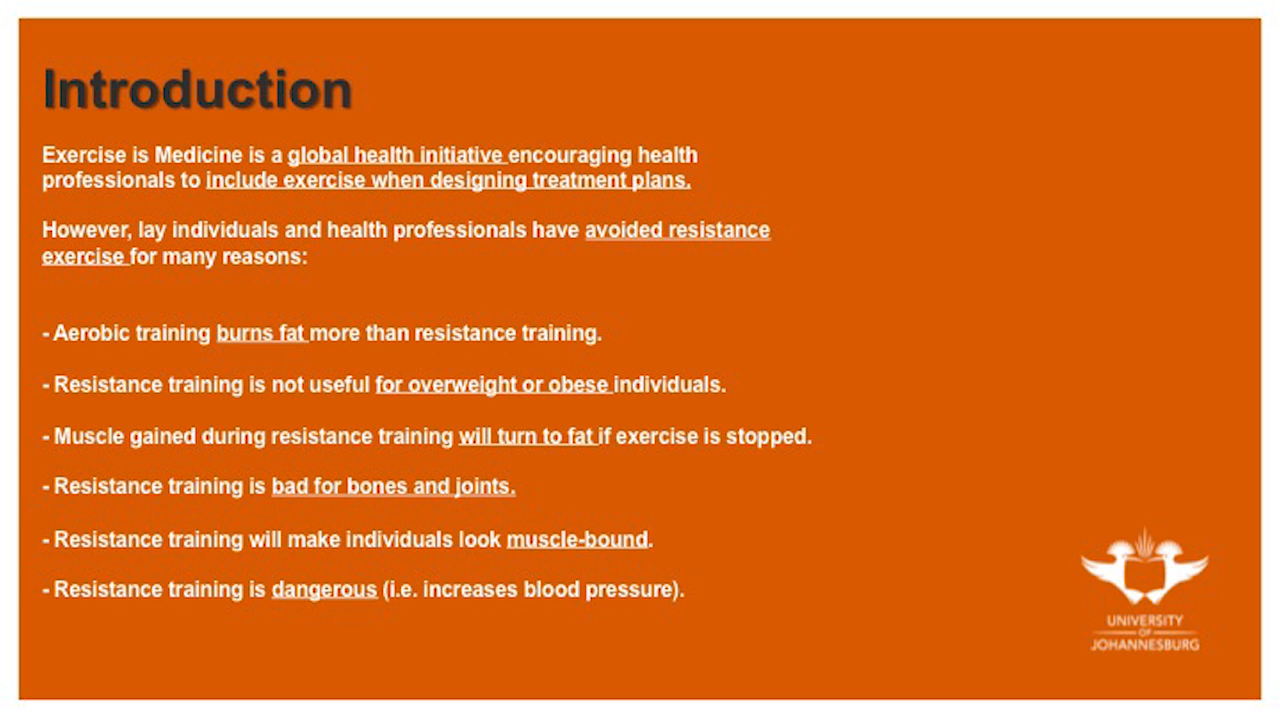 Introduction
Exercise is Medicine is a global health initiative encouraging health
professionals to include exercise when designing treatment plans.
However, lay individuals and health professionals have avoided resistance
exercise for many reasons:
- Aerobic training burns fat more than resistance training.
- Resistance training is not useful for overweight or obese individuals.
- Muscle gained during resistance training will turn to fat if exercise is stopped.
- Resistance training is bad for bones and joints.
- Resistance training will make individuals look muscle-bound.
- Resistance training is dangerous (i.e. increases blood pressure).
UNIVERSITY
OF
JOHANNESBURG